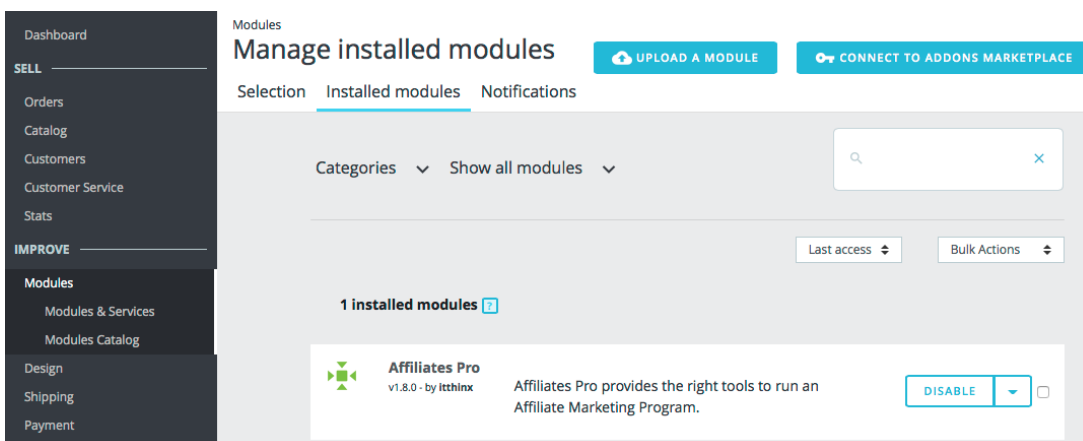 Dashboard
SELL
Orders
Catalog
Customers
Customer Service
Stats
IMPROVE
Modules
Modules & Services
Modules Catalog
Design
Shipping
Payment
Modules
Manage installed modules
UPLOAD A MODULE
CONNECT TO ADDONS MARKETPLACE
Selection Installed modules Notifications
Categories Show all modules
Last access Bulk Actions
1 installed modules ?
Affiliates Pro
v1.8.0 - by itthinx
Affiliates Pro provides the right tools to run an
Affiliate Marketing Program.
DISABLE